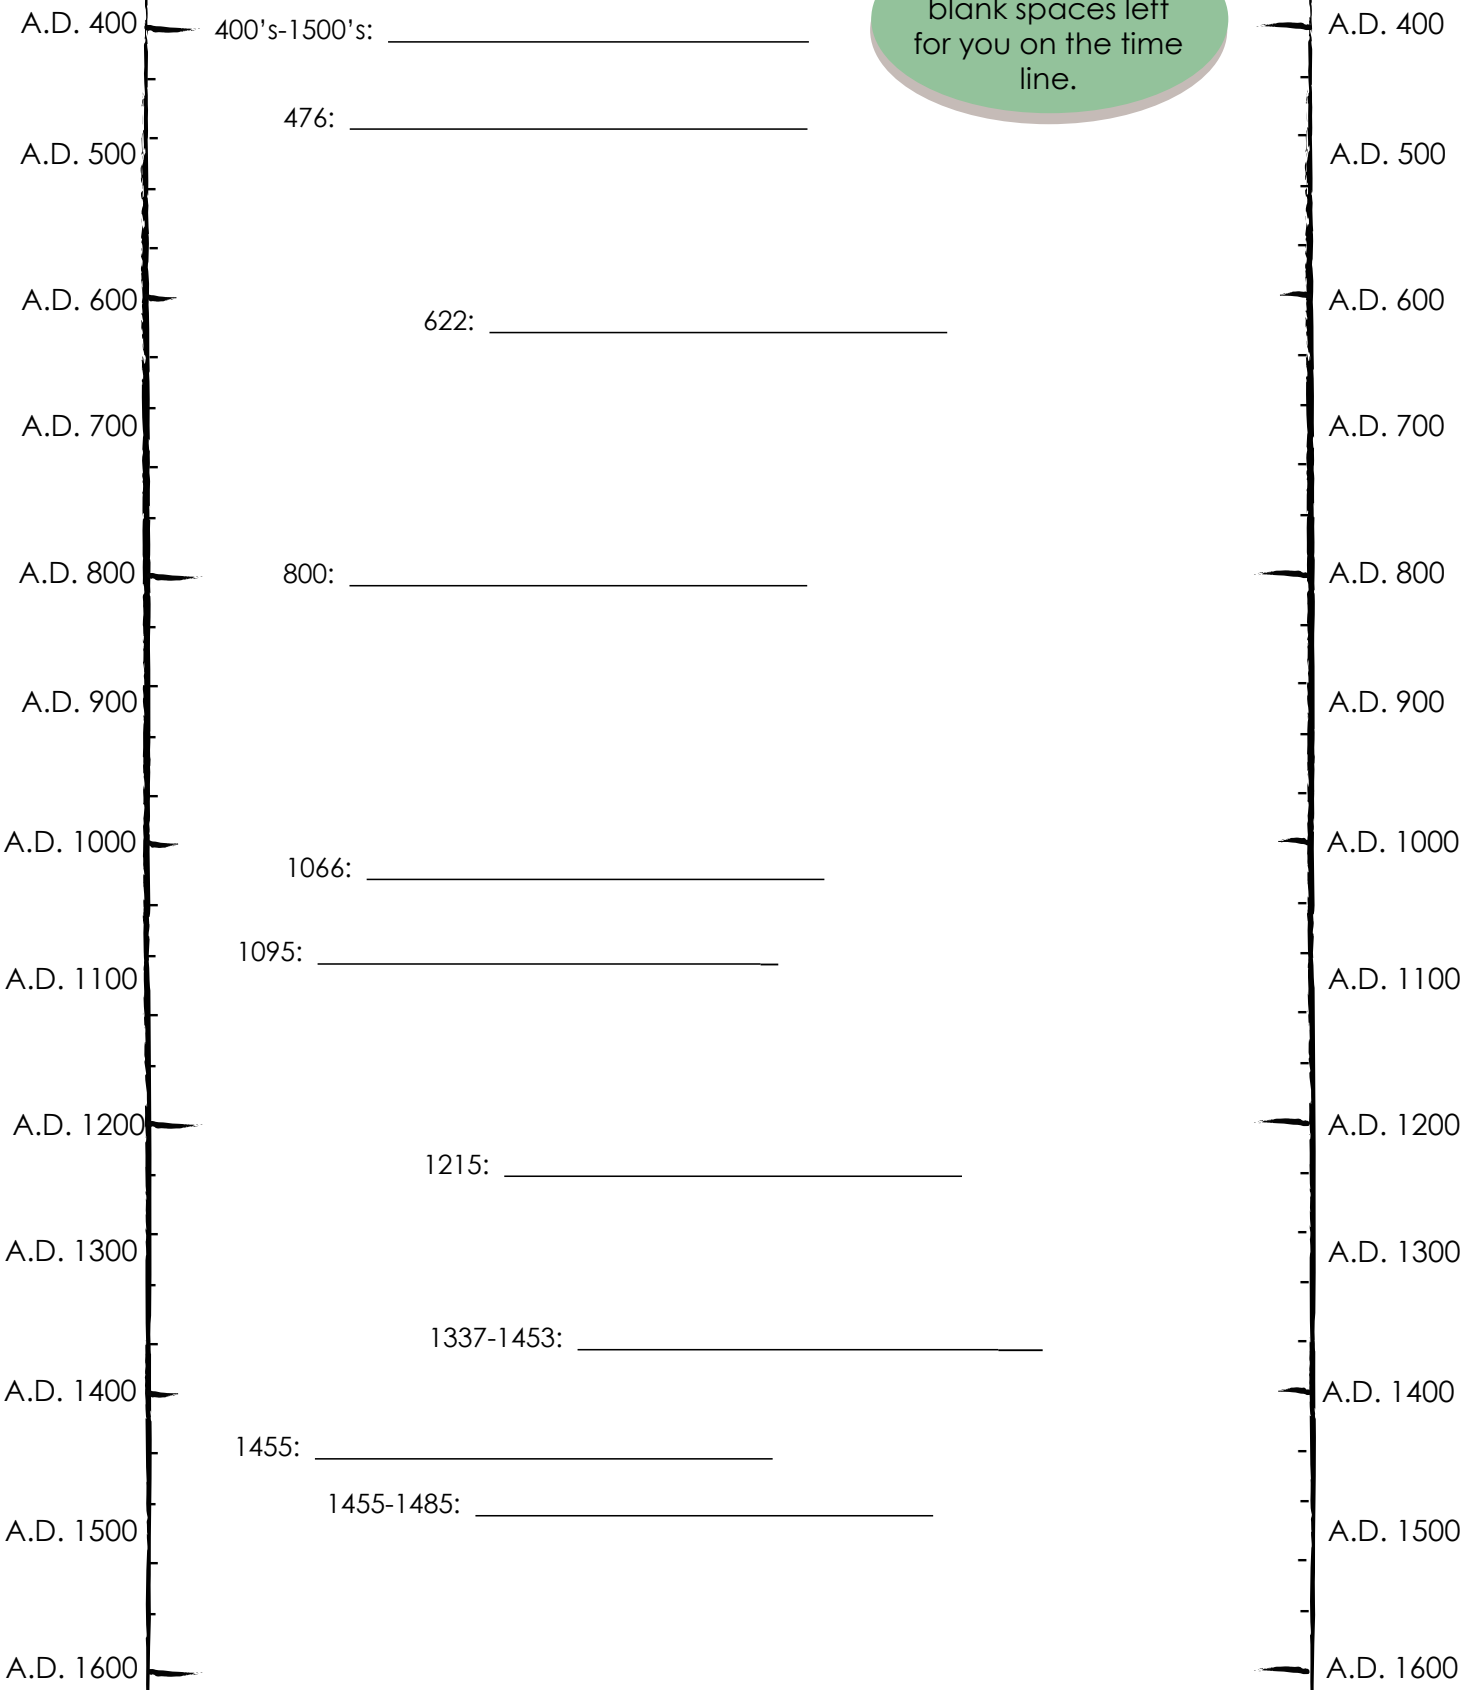 blank spaces left
A.D. 400 400's-1500's: A.D. 400
for you on the time
line.
476:
A.D. 500 A.D. 500
A.D. 600 A.D. 600
622:
A.D. 700 A.D. 700
A.D. 800 800: A.D. 800
A.D. 900 A.D. 900
A.D. 1000 A.D. 1000
1066:
1095:
A.D. 1100 A.D. 1100
A.D. 1200 A.D. 1200
1215:
A.D. 1300 A.D. 1300
1337-1453:
A.D. 1400 A.D. 1400
1455:
1455-1485:
A.D. 1500 A.D. 1500
A.D. 1600 A.D. 1600